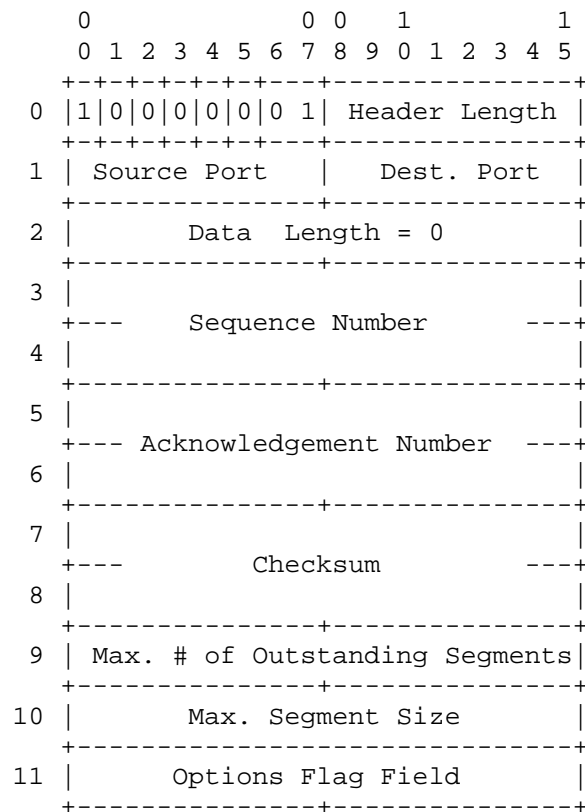 0             0 0   1         1
 0 1 2 3 4 5 6 7 8 9 0 1 2 3 4 5
+-+-+-+-+-+-+---+---------------+
0 |1|0|0|0|0|0|0 1| Header Length |
+-+-+-+-+-+-+---+---------------+
1 | Source Port   |   Dest. Port  |
+---------------+---------------+
2 |       Data  Length = 0        |
+---------------+---------------+
3 |                               |
+---    Sequence Number      ---+
4 |                               |
+---------------+---------------+
5 |                               |
+--- Acknowledgement Number  ---+
6 |                               |
+---------------+---------------+
7 |                               |
+---        Checksum         ---+
8 |                               |
+---------------+---------------+
9 | Max. # of Outstanding Segments|
+---------------+---------------+
10 |       Max. Segment Size       |
+---------------+---------------+
11 |      Options Flag Field       |
+---------------+---------------+